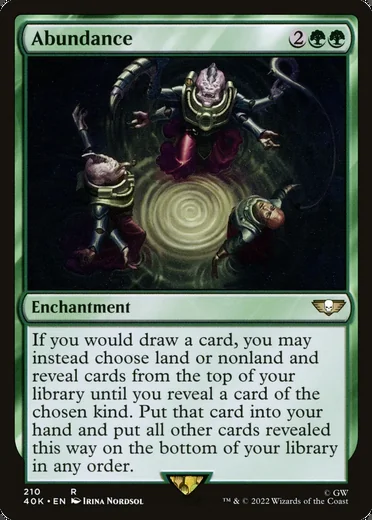 Abundance 2
Enchantment
If you would draw a card, you may
instead choose land or nonland and
reveal cards from the top of your
library until you reveal a card of the
chosen kind. Put that card into your
hand and put all other cards revealed
this way on the bottom of your library
in any order.
210 R © GW
40K • EN Irina Nordsol ™ & © 2022 Wizards of the Coast